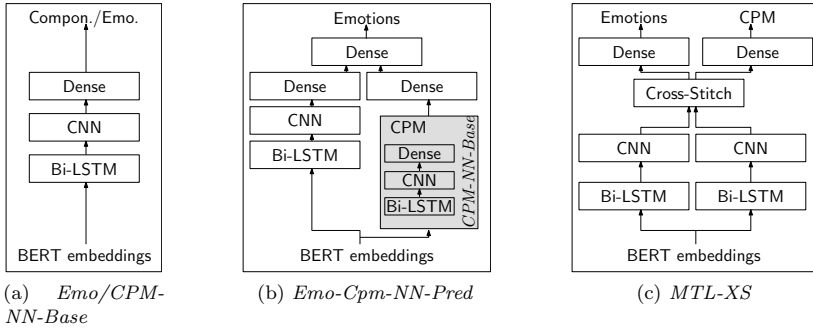 Compon./Emo.
Dense
CNN
Bi-LSTM
BERT embeddings
(a) Emo/CPM-
NN-Base
Emotions
Dense
Dense Dense
CNN
Bi-LSTM
CPM
Dense
CNN
Bi-LSTM
CPM-NN-Base
BERT embeddings
(b) Emo-Cpm-NN-Pred
Emotions CPM
Dense Dense
Cross-Stitch
CNN CNN
Bi-LSTM Bi-LSTM
BERT embeddings
(c) MTL-XS